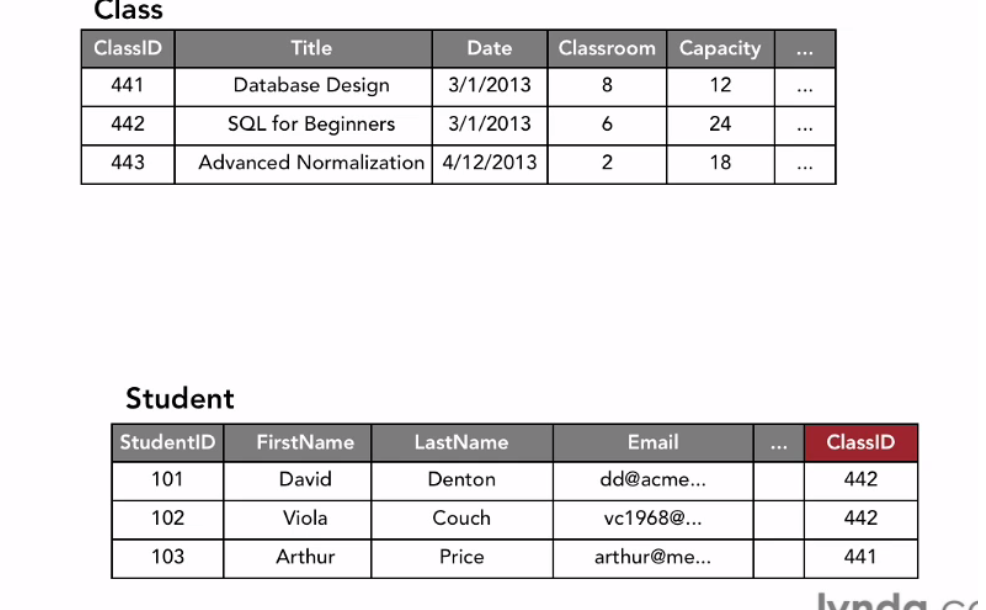 Class
ClassID Title Date Classroom Capacity ...
441 Database Design 3/1/2013 8 12 ...
442 SQL for Beginners 3/1/2013 6 24 ...
443 Advanced Normalization 4/12/2013 2 18 ...
Student
StudentID FirstName LastName Email ... ClassID
101 David Denton dd@acme... 442
102 Viola Couch vc1968@... 442
103 Arthur Price arthur@me... 441